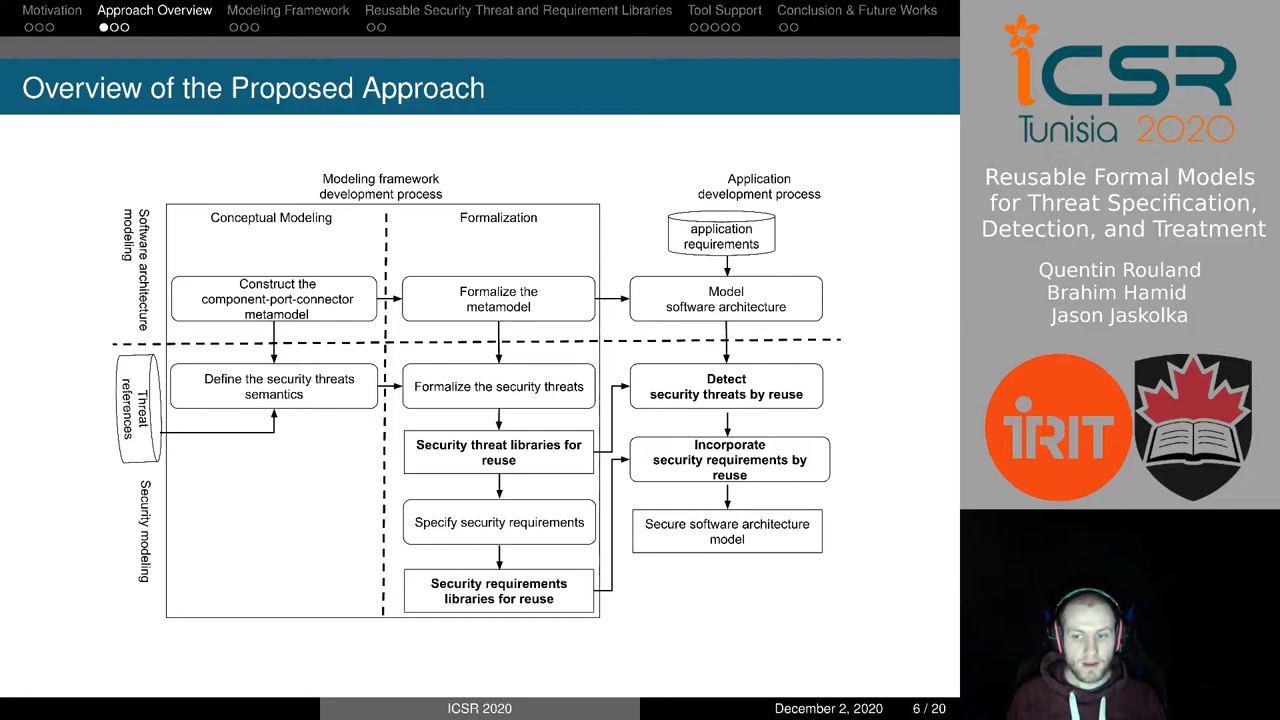 Motivation
Approach Overview
Modeling Framework
Reusable Security Threat and Requirement Libraries
Tool Support
Conclusion & Future Works
Overview of the Proposed Approach
Modeling framework
development process
Application
development process
Conceptual Modeling
Formalization
Software architecture
modeling
application
requirements
Construct the
component-port-connector
metamodel
Formalize the
metamodel
Model
software architecture
Threat
references
Define the security threats
semantics
Formalize the security threats
Detect
security threats by reuse
Security threat libraries for
reuse
Incorporate
security requirements by
reuse
Security modeling
Specify security requirements
Secure software architecture
model
Security requirements
libraries for reuse
ICSR 2020
December 2, 2020
6 / 20
iCSR
Tunisia 2020
Reusable Formal Models
for Threat Specification,
Detection, and Treatment
Quentin Rouland
Brahim Hamid
Jason Jaskolka
iRIT